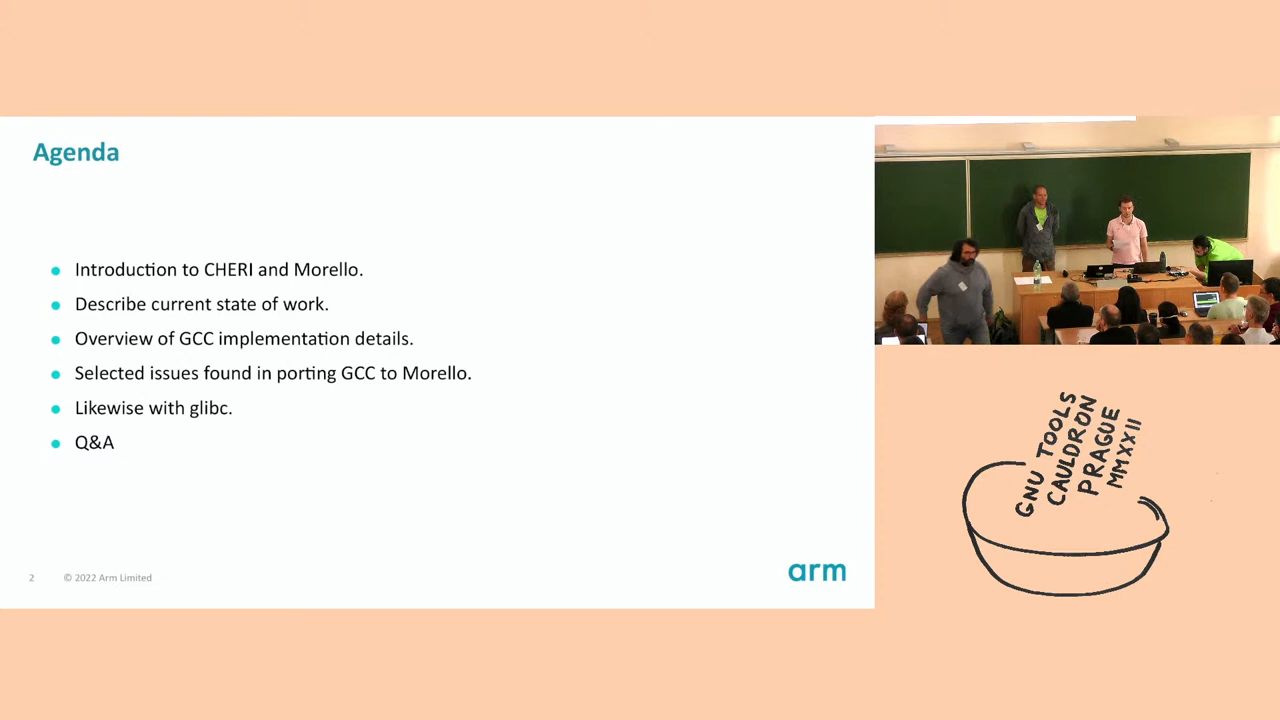 Agenda
Introduction to CHERI and Morello.
Describe current state of work.
Overview of GCC implementation details.
Selected issues found in porting GCC to Morello.
Likewise with glibc.
Q&A
2 © 2022 Arm Limited
arm
GNU TOOLS
CAULDRON
PRAGUE
MMXXII